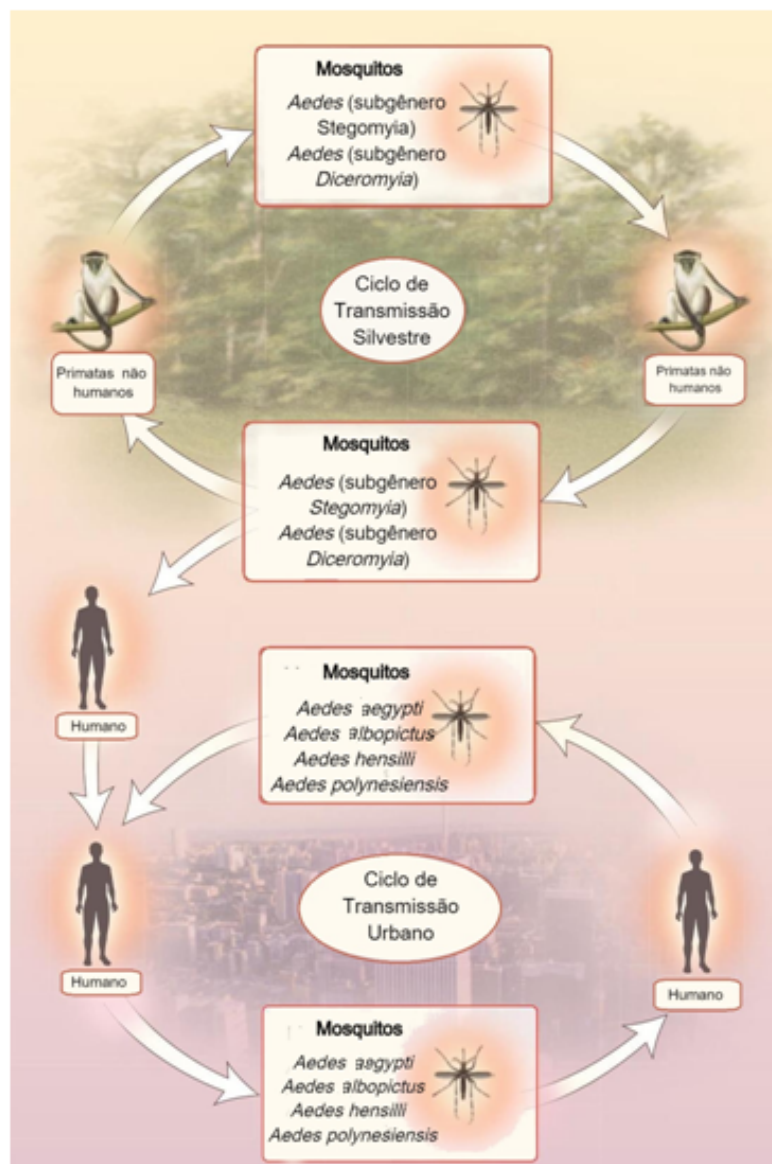 Mosquitos
Aedes (subgênero
Stegomyia)
Aedes (subgênero
Diceromyia)
Ciclo de
Transmissão
Silvestre
Primatas não
humanos
Primatas não
humanos
Mosquitos
Aedes (subgênero
Stegomyia)
Aedes (subgênero
Diceromyia)
Humano
Mosquitos
Aedes aegypti
Aedes albopictus
Aedes hensilli
Aedes polynesiensis
Ciclo de
Transmissão
Urbano
Humano
Humano
Mosquitos
Aedes aegypti
Aedes albopictus
Aedes hensilli
Aedes polynesiensis